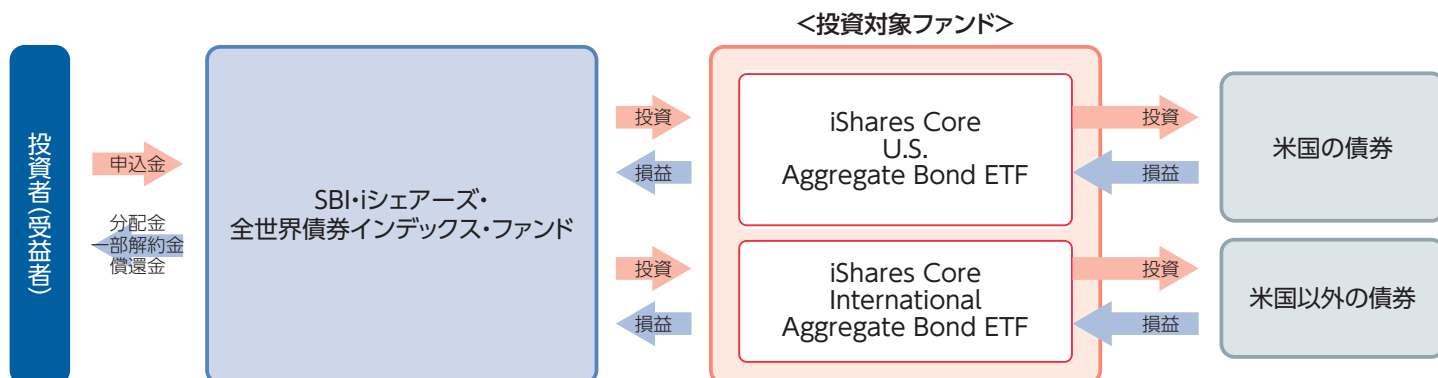 <投資対象ファンド>
投資者(受益者)
申込金
分配金
一部解約金
償還金
SBI・iシェアーズ・
全世界債券インデックス・ファンド
投資
損益
投資
損益
iShares Core
U.S.
Aggregate Bond ETF
iShares Core
International
Aggregate Bond ETF
投資
損益
投資
損益
米国の債券
米国以外の債券